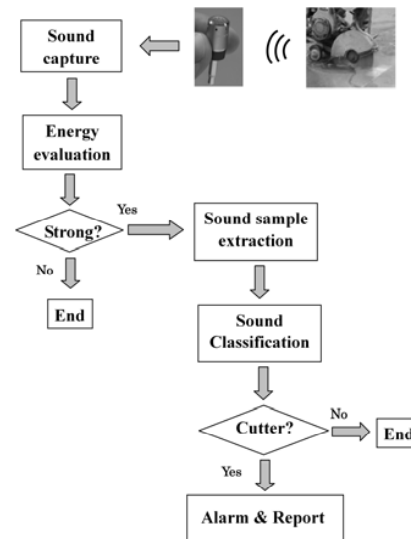 Sound
capture
Energy
evaluation
Strong?
Yes
No
End
Sound sample
extraction
Sound
Classification
Cutter?
No
End
Yes
Alarm & Report